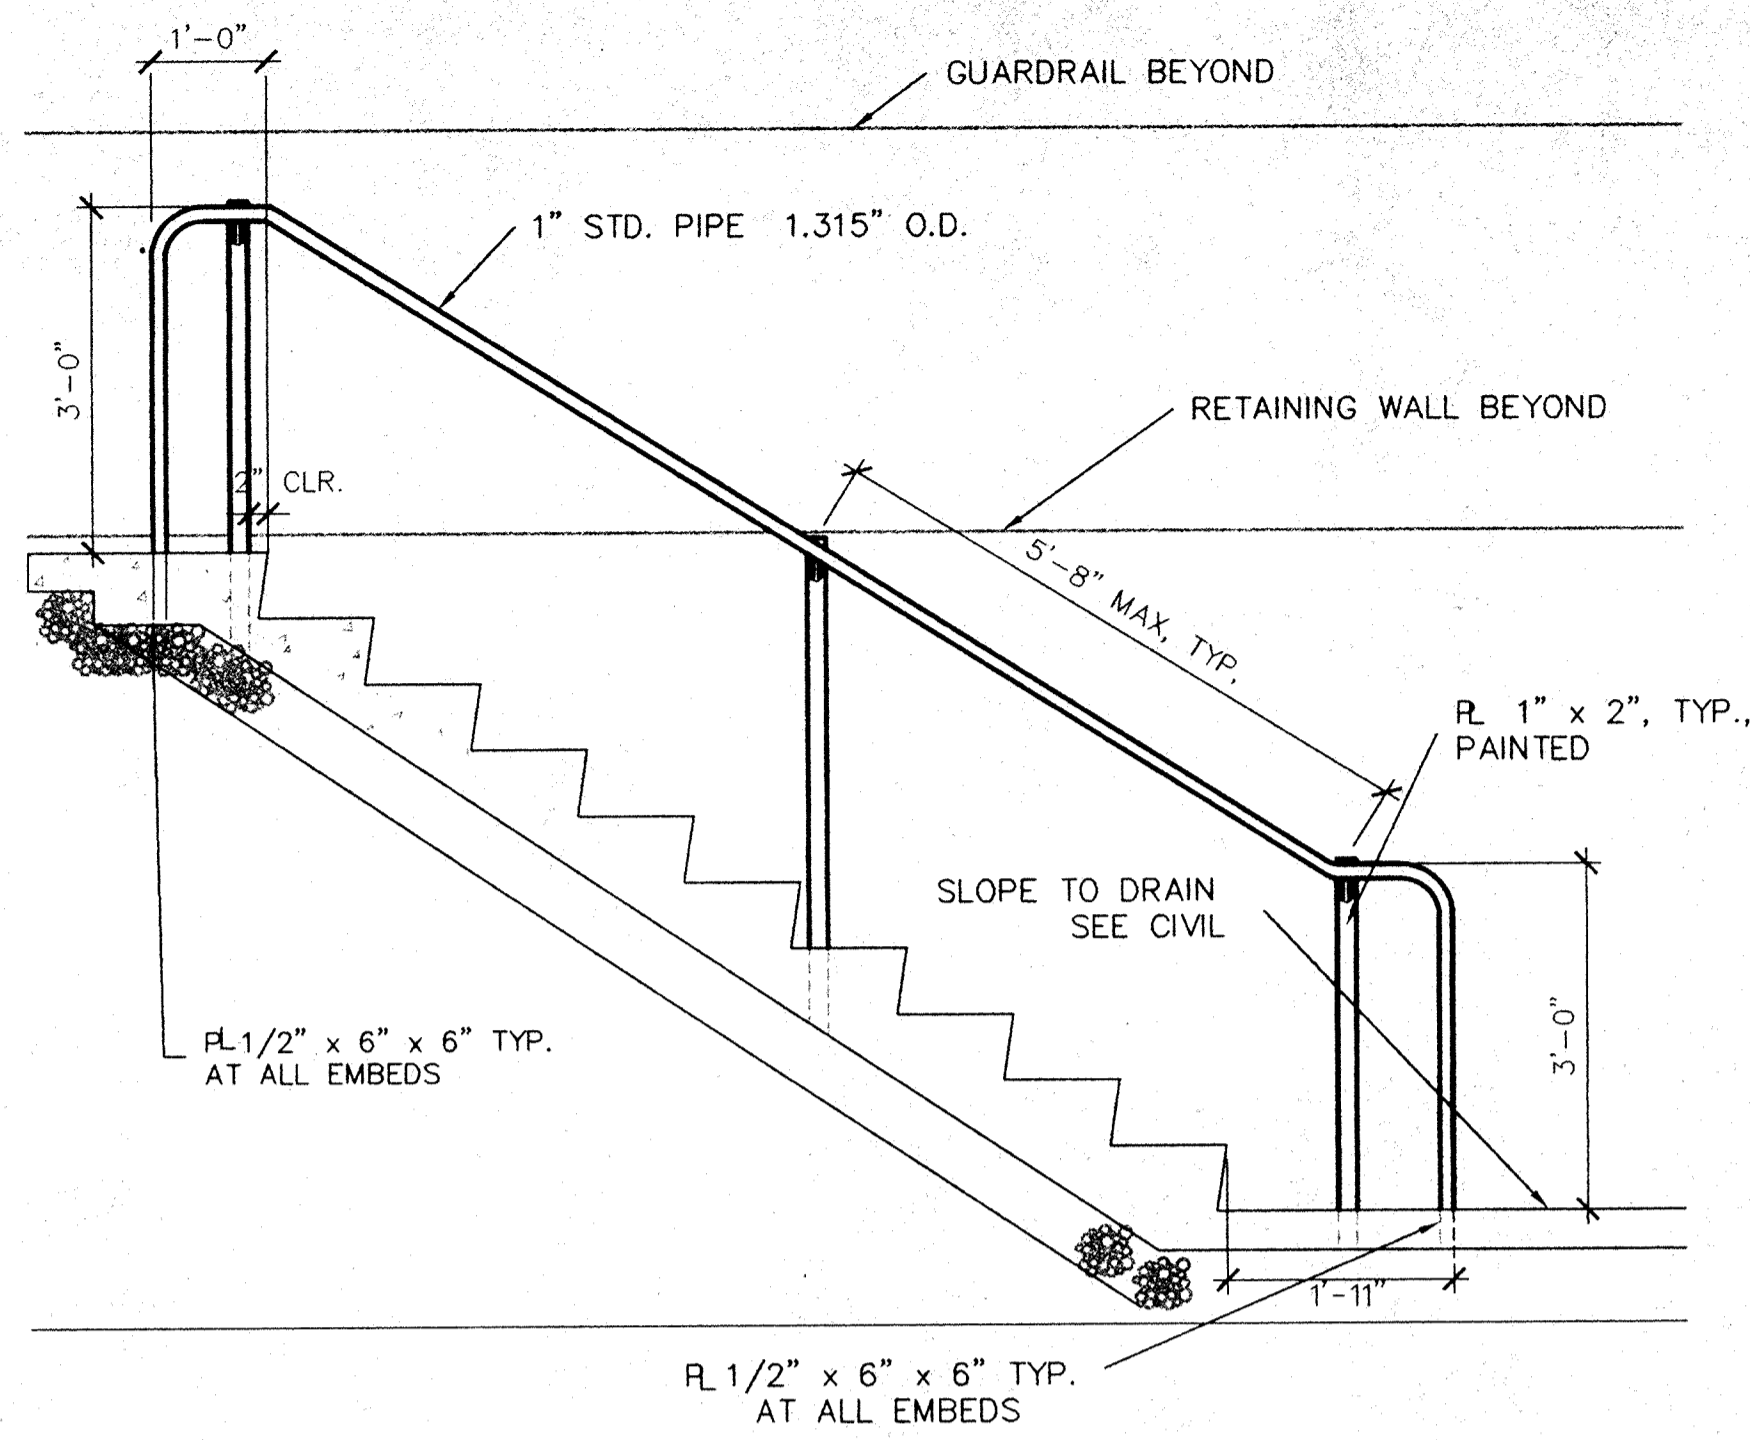 1'-0"
GUARDRAIL BEYOND
1" STD. PIPE 1.315" O.D.
3'-0"
2" CLR.
RETAINING WALL BEYOND
5'-8" MAX, TYP.
PL 1" x 2", TYP.,
PAINTED
SLOPE TO DRAIN
SEE CIVIL
3'-0"
PL 1/2" x 6" x 6" TYP.
AT ALL EMBEDS
1'-11"
PL 1/2" x 6" x 6" TYP.
AT ALL EMBEDS